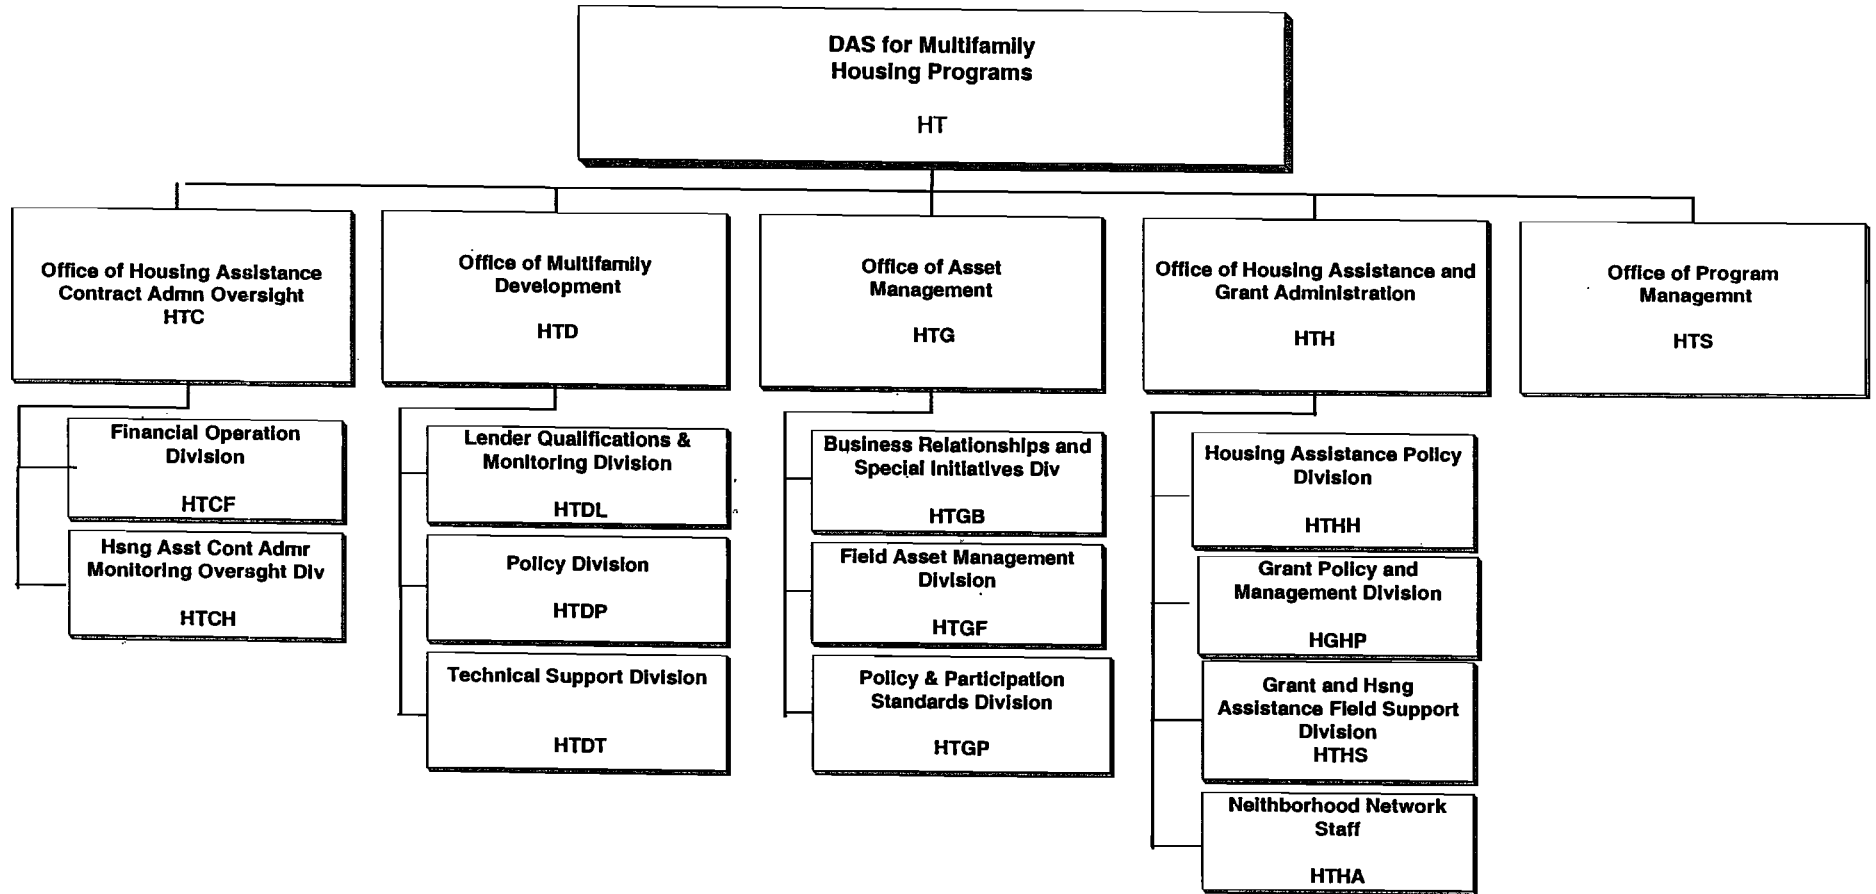 DAS for Multifamily
Housing Programs
HT
Office of Housing Assistance
Contract Admn Oversight
HTC
Office of Multifamily
Development
HTD
Office of Asset
Management
HTG
Office of Housing Assistance and
Grant Administration
HTH
Office of Program
Managemnt
HTS
Financial Operation
Division
HTCF
Hsng Asst Cont Admr
Monitoring Oversght Div
HTCH
Lender Qualifications &
Monitoring Division
HTDL
Policy Division
HTDP
Technical Support Division
HTDT
Business Relationships and
Special Initiatives Div
HTGB
Field Asset Management
Division
HTGF
Policy & Participation
Standards Division
HTGP
Housing Assistance Policy
Division
HTHH
Grant Policy and
Management Division
HGHP
Grant and Hsng
Assistance Field Support
Division
HTHS
Neithborhood Network
Staff
HTHA